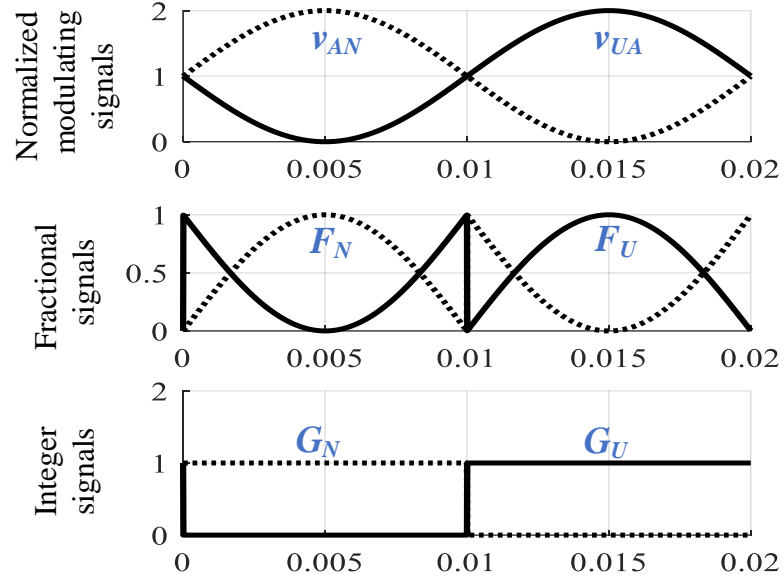 Normalized
modulating
signals
2
1
0
v_AN
v_UA
0 0.005 0.01 0.015 0.02
Fractional
signals
1
0.5
0
F_N
F_U
0 0.005 0.01 0.015 0.02
Integer
signals
2
1
0
G_N
G_U
0 0.005 0.01 0.015 0.02